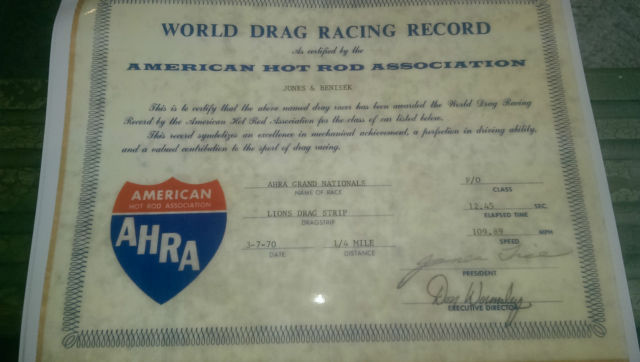 WORLD DRAG RACING RECORD
As certified by the
AMERICAN HOT ROD ASSOCIATION
JONES & BENISEK
This is to certify that the above named drag racer has been awarded the World Drag Racing
Record by the American Hot Rod Association for the class of car listed below.
This record symbolizes an excellence in mechanical achievement, a perfection in driving ability,
and a valued contribution to the sport of drag racing.
AMERICAN
HOT ROD ASSOCIATION
AHRA
AHRA GRAND NATIONALS
NAME OF RACE
LIONS DRAG STRIP
DRAGSTRIP
3-7-70
DATE
1/4 MILE
DISTANCE
CLASS
12.45 SEC.
ELAPSED TIME
109.89 MPH
SPEED
PRESIDENT
EXECUTIVE DIRECTOR